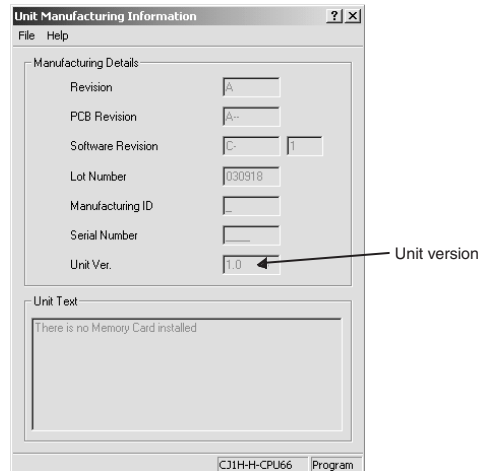 Unit Manufacturing Information
File Help
Manufacturing Details
Revision A
PCB Revision A--
Software Revision C- 1
Lot Number 030918
Manufacturing ID _
Serial Number ____
Unit Ver. 1.0
Unit version
Unit Text
There is no Memory Card installed
CJ1H-H-CPU66 Program